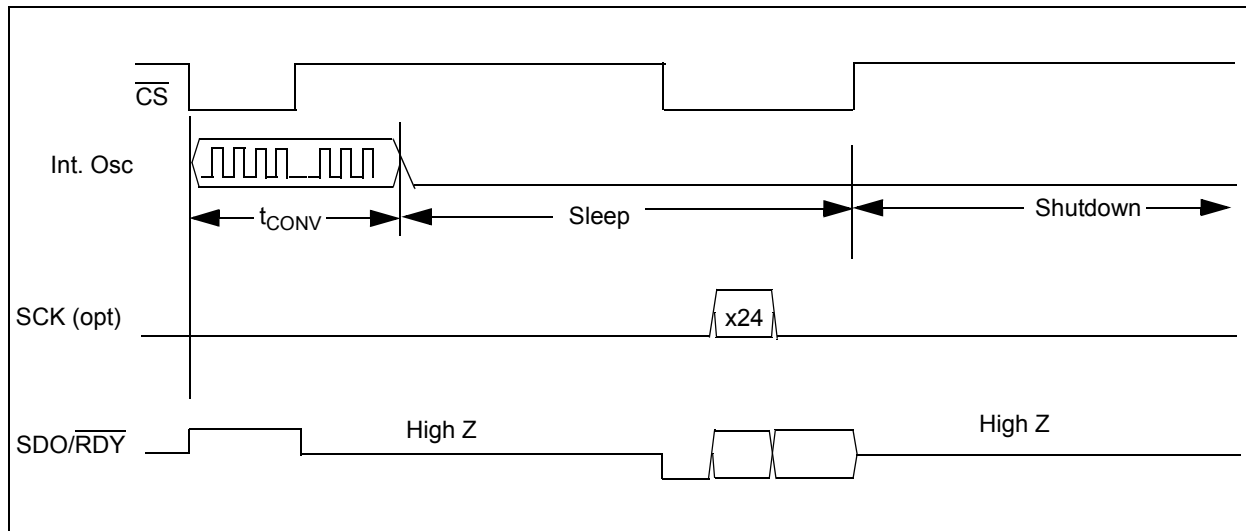 CS
Int. Osc
tCONV
Sleep
Shutdown
SCK (opt)
x24
SDO/RDY
High Z
High Z